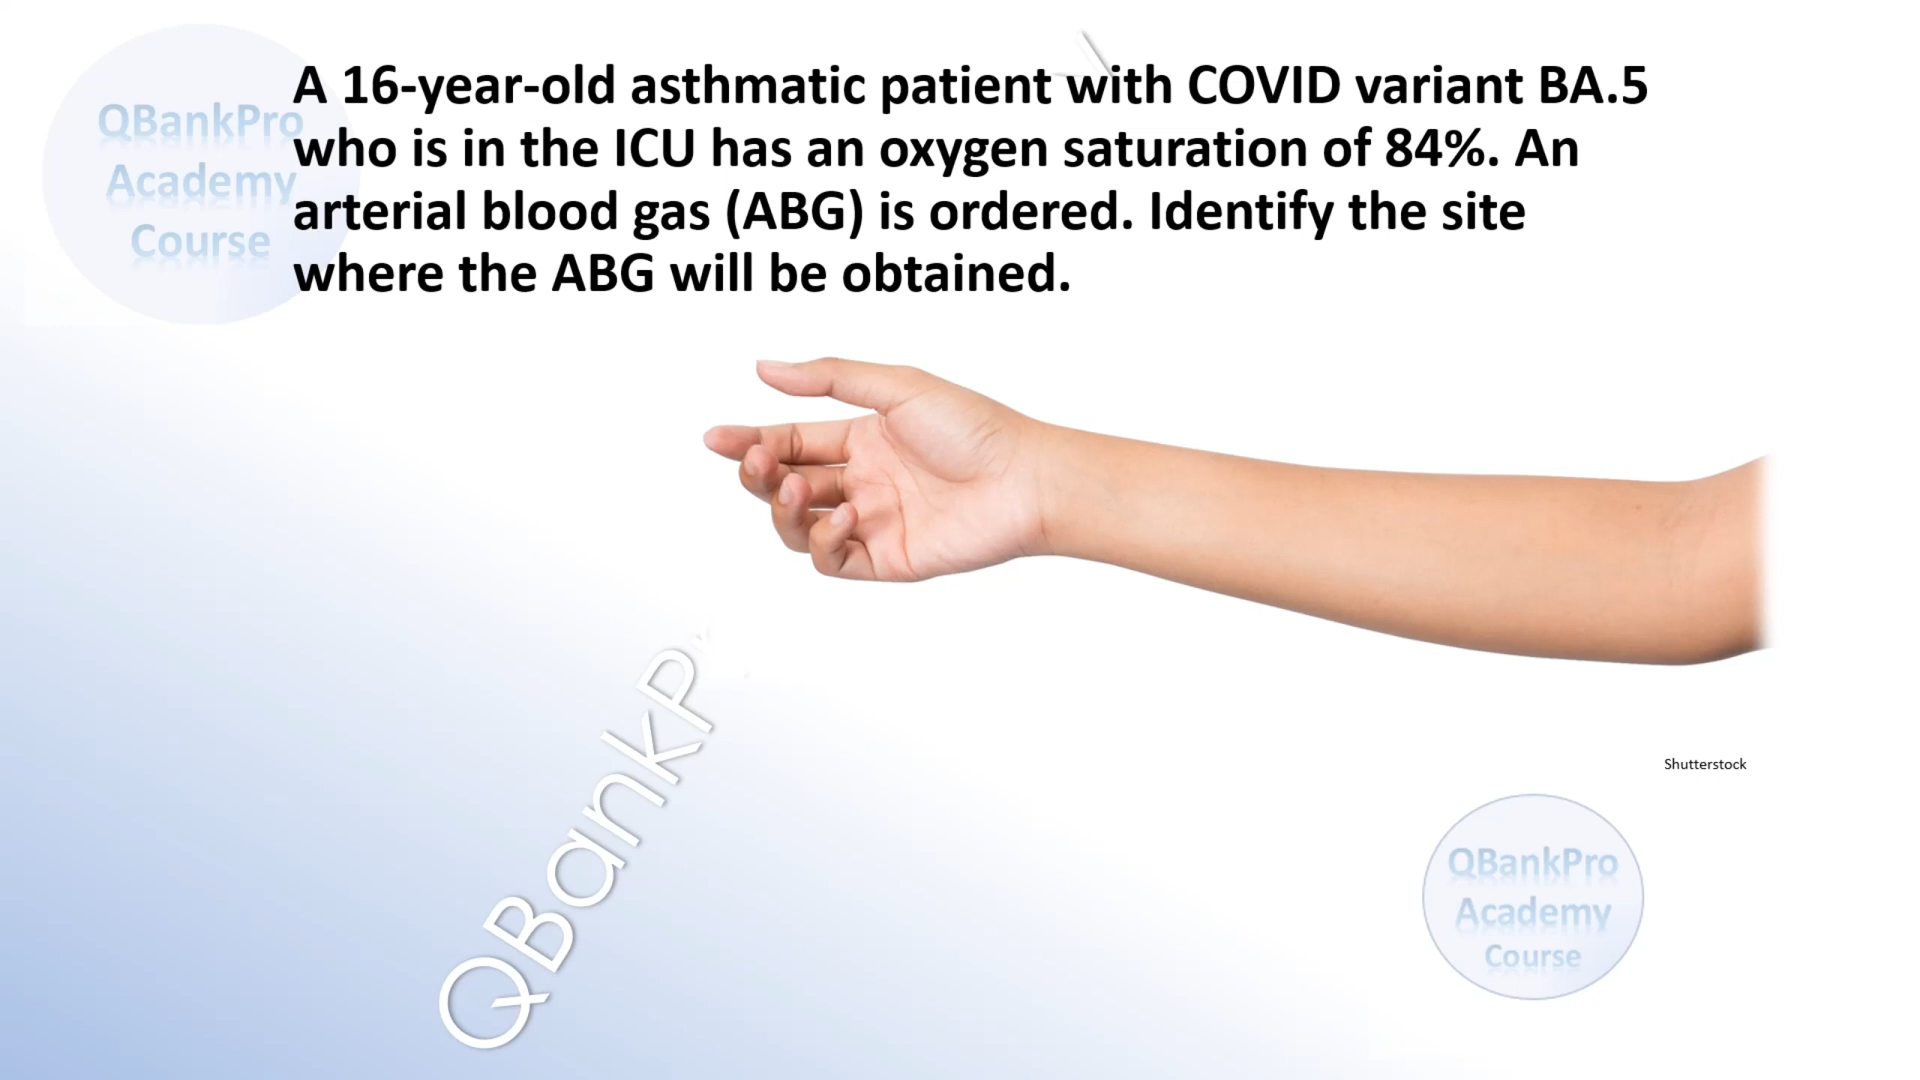 A 16-year-old asthmatic patient with COVID variant BA.5
who is in the ICU has an oxygen saturation of 84%. An
arterial blood gas (ABG) is ordered. Identify the site
where the ABG will be obtained.
QBankPro
Academy
Course
QBankP
Shutterstock
QBankPro
Academy
Course